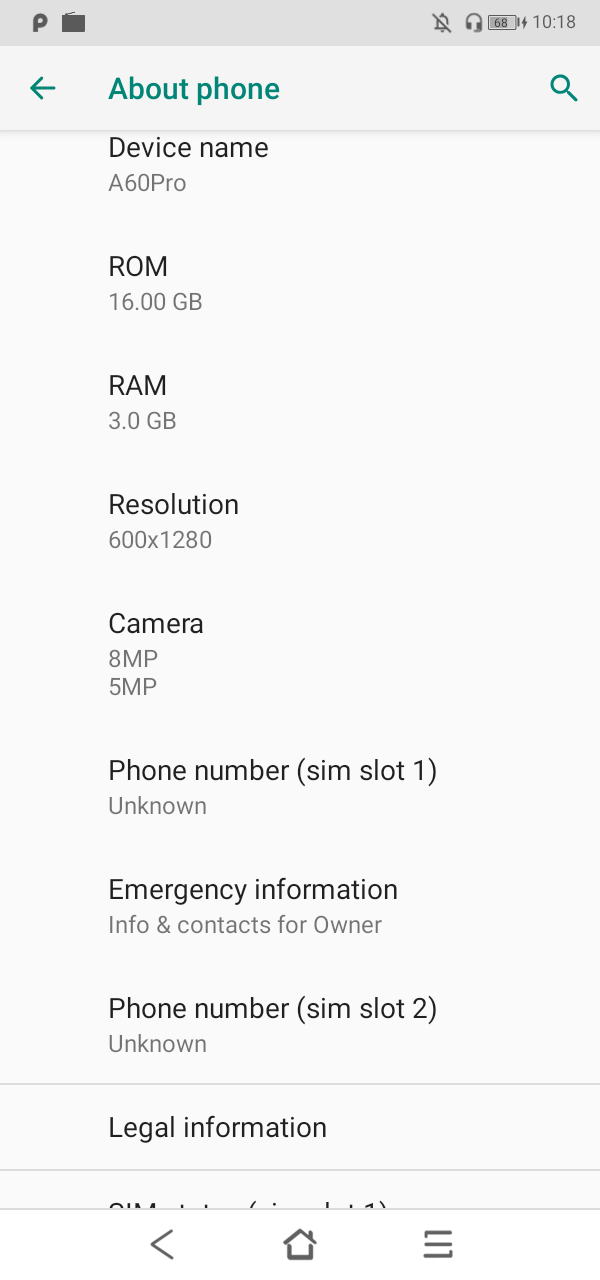 68 10:18
About phone
Device name
A60Pro
ROM
16.00 GB
RAM
3.0 GB
Resolution
600x1280
Camera
8MP
5MP
Phone number (sim slot 1)
Unknown
Emergency information
Info & contacts for Owner
Phone number (sim slot 2)
Unknown
Legal information